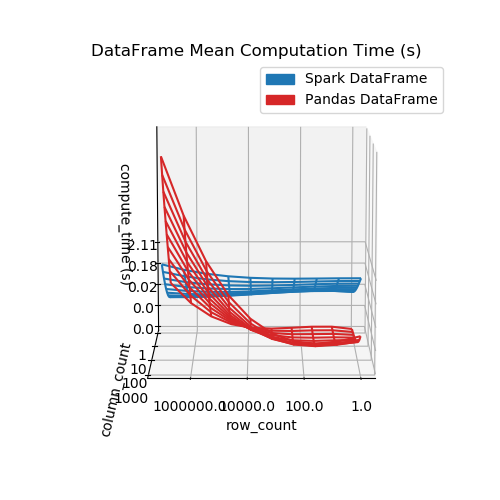 DataFrame Mean Computation Time (s)
Spark DataFrame
Pandas DataFrame
compute_time (s)
2.11
0.18
0.02
0.0
0.0
column_count
1
10
100
1000
1000000.0
10000.0
100.0
1.0
row_count